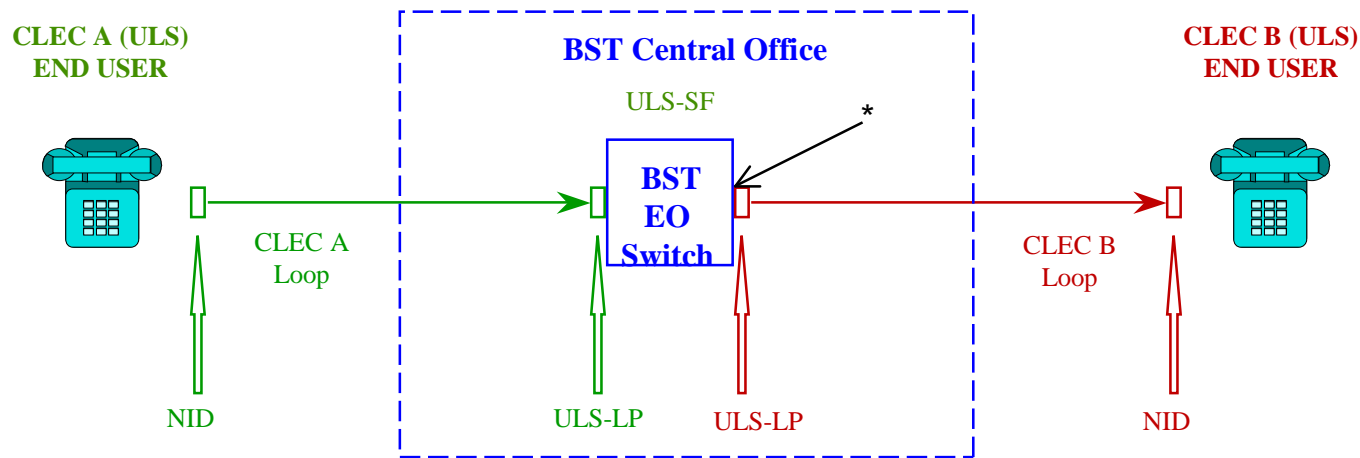 CLEC A (ULS)
END USER
BST Central Office
CLEC B (ULS)
END USER
ULS-SF
*
BST
EO
Switch
CLEC A
Loop
CLEC B
Loop
NID
ULS-LP
ULS-LP
NID